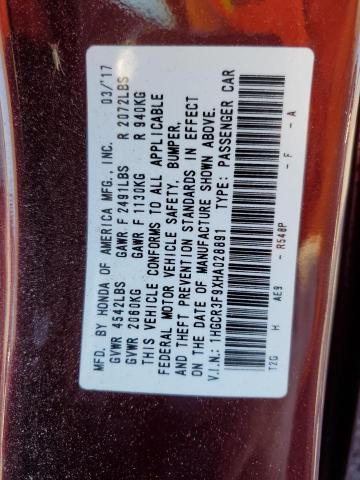 MFD. BY HONDA OF AMERICA MFG., INC. 03/'17
GVWR 4542LBS GAWR F 2491LBS R 2072LBS
GVWR 2060KG GAWR F 1130KG R 940KG
THIS VEHICLE CONFORMS TO ALL APPLICABLE
FEDERAL MOTOR VEHICLE SAFETY, BUMPER,
AND THEFT PREVENTION STANDARDS IN EFFECT
ON THE DATE OF MANUFACTURE SHOWN ABOVE.
V.I.N.: 1HGCR3F9XHA028891 TYPE: PASSENGER CAR
T2G H AE9 - R548P - F - A